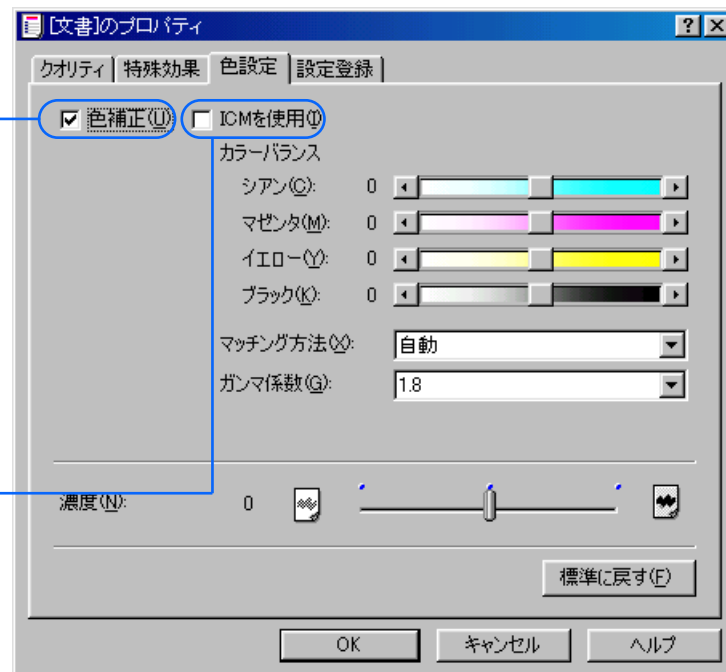 [文書]のプロパティ
クオリティ 特殊効果 色設定 設定登録
色補正(U) ICMを使用(I)
カラーバランス
シアン(C): 0
マゼンタ(M): 0
イエロー(Y): 0
ブラック(K): 0
マッチング方法(X): 自動
ガンマ係数(G): 1.8
濃度(N): 0
標準に戻す(F)
OK キャンセル ヘルプ